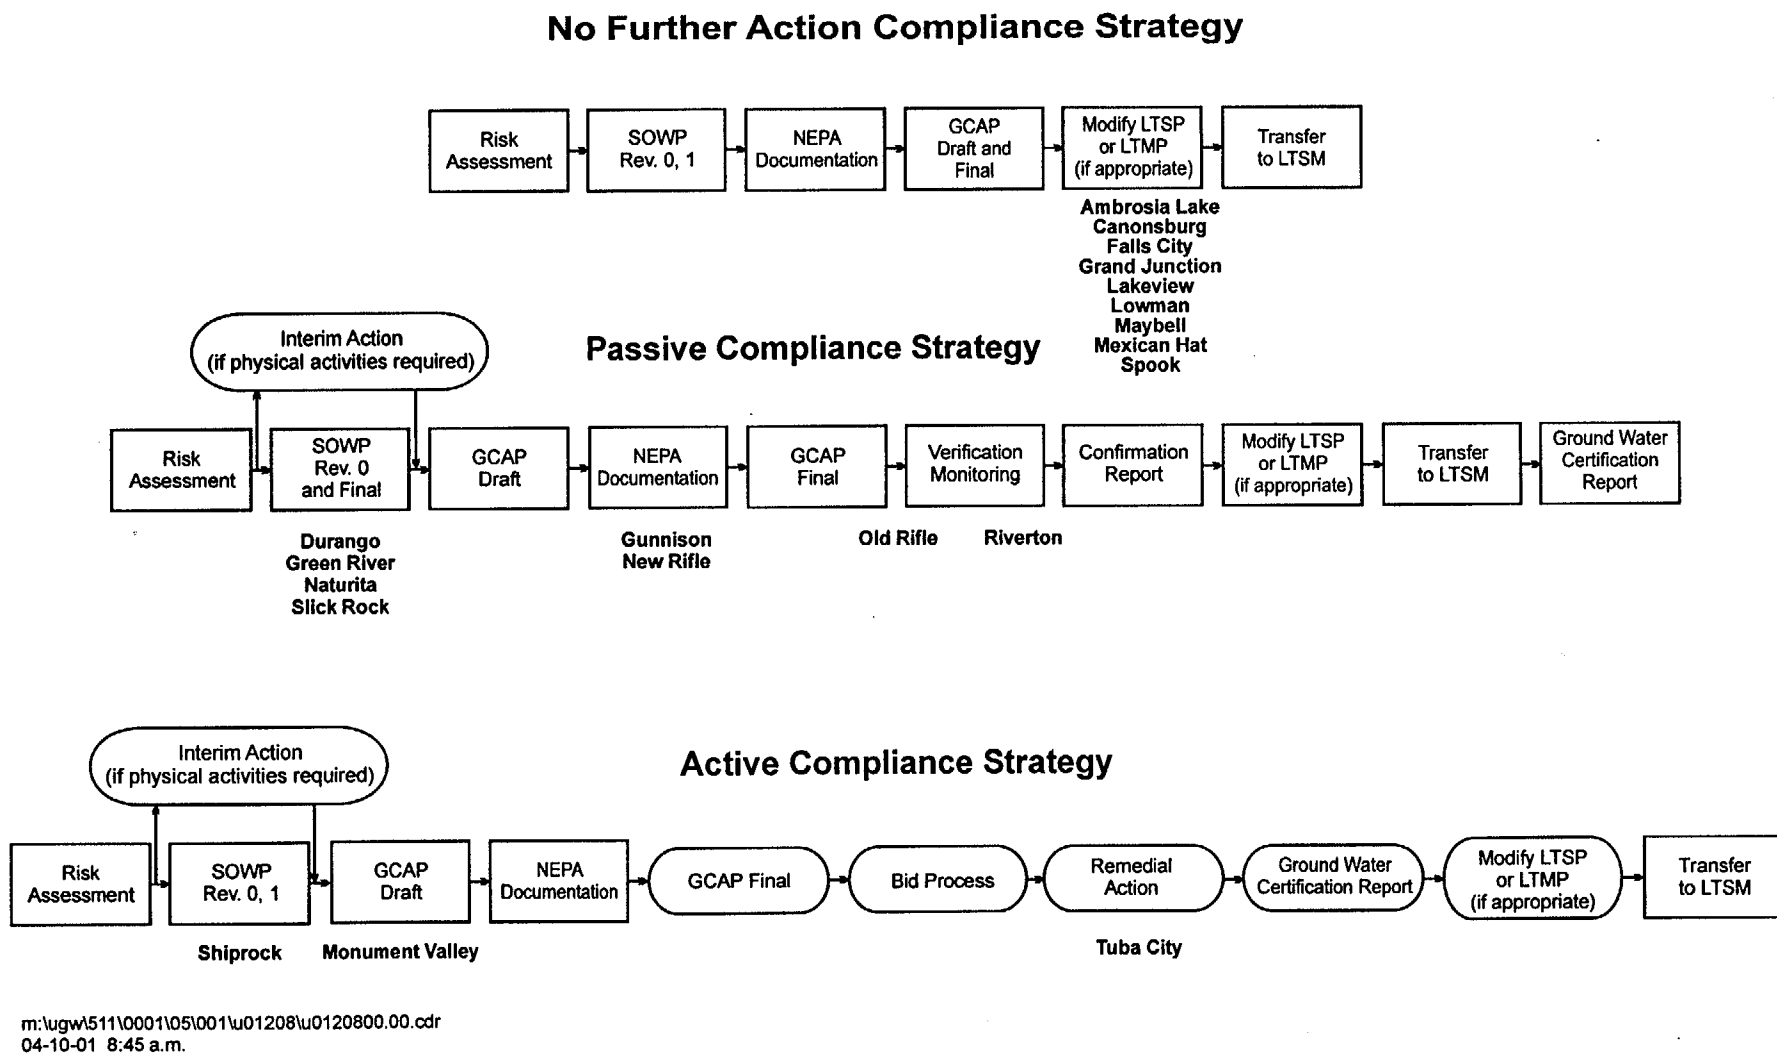 No Further Action Compliance Strategy
Risk
Assessment
SOWP
Rev. 0, 1
NEPA
Documentation
GCAP
Draft and
Final
Modify LTSP
or LTMP
(if appropriate)
Transfer
to LTSM
Ambrosia Lake
Canonsburg
Falls City
Grand Junction
Lakeview
Lowman
Maybell
Mexican Hat
Spook
Passive Compliance Strategy
Interim Action
(if physical activities required)
Risk
Assessment
SOWP
Rev. 0
and Final
GCAP
Draft
NEPA
Documentation
GCAP
Final
Verification
Monitoring
Confirmation
Report
Modify LTSP
or LTMP
(if appropriate)
Transfer
to LTSM
Ground Water
Certification
Report
Durango
Green River
Naturita
Slick Rock
Gunnison
New Rifle
Old Rifle
Riverton
Active Compliance Strategy
Interim Action
(if physical activities required)
Risk
Assessment
SOWP
Rev. 0, 1
GCAP
Draft
NEPA
Documentation
GCAP Final
Bid Process
Remedial
Action
Ground Water
Certification Report
Modify LTSP
or LTMP
(if appropriate)
Transfer
to LTSM
Shiprock
Monument Valley
Tuba City
m:\ugw\511\0001\05\001\u01208\u0120800.00.cdr
04-10-01 8:45 a.m.